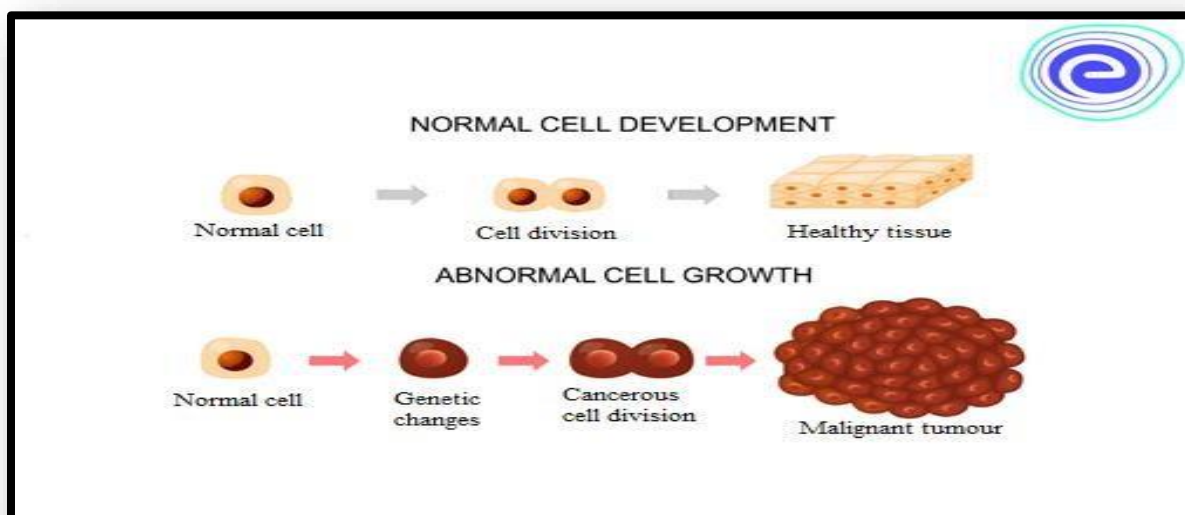 NORMAL CELL DEVELOPMENT
Normal cell
Cell division
Healthy tissue
ABNORMAL CELL GROWTH
Normal cell
Genetic
changes
Cancerous
cell division
Malignant tumour